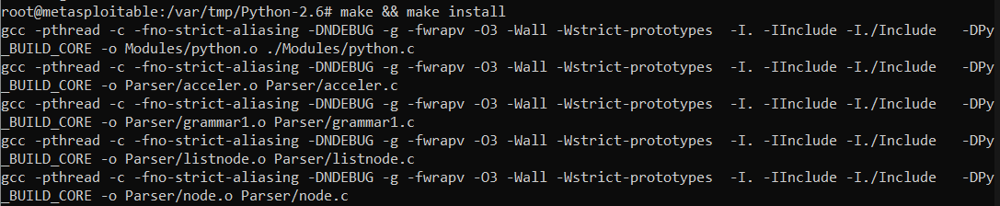 root@metasploitable:/var/tmp/Python-2.6# make && make install
gcc -pthread -c -fno-strict-aliasing -DNDEBUG -g -fwrapv -O3 -Wall -Wstrict-prototypes  -I. -IInclude -I./Include   -DPy
_BUILD_CORE -o Modules/python.o ./Modules/python.c
gcc -pthread -c -fno-strict-aliasing -DNDEBUG -g -fwrapv -O3 -Wall -Wstrict-prototypes  -I. -IInclude -I./Include   -DPy
_BUILD_CORE -o Parser/acceler.o Parser/acceler.c
gcc -pthread -c -fno-strict-aliasing -DNDEBUG -g -fwrapv -O3 -Wall -Wstrict-prototypes  -I. -IInclude -I./Include   -DPy
_BUILD_CORE -o Parser/grammar1.o Parser/grammar1.c
gcc -pthread -c -fno-strict-aliasing -DNDEBUG -g -fwrapv -O3 -Wall -Wstrict-prototypes  -I. -IInclude -I./Include   -DPy
_BUILD_CORE -o Parser/listnode.o Parser/listnode.c
gcc -pthread -c -fno-strict-aliasing -DNDEBUG -g -fwrapv -O3 -Wall -Wstrict-prototypes  -I. -IInclude -I./Include   -DPy
_BUILD_CORE -o Parser/node.o Parser/node.c